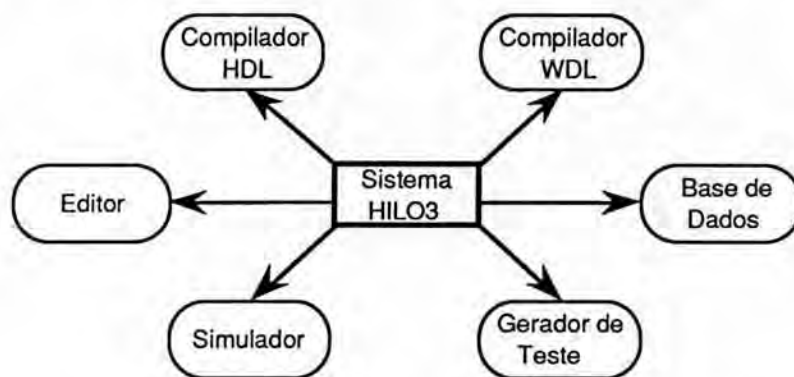 Compilador
HDL
Compilador
WDL
Editor
Sistema
HILO3
Base de
Dados
Simulador
Gerador de
Teste